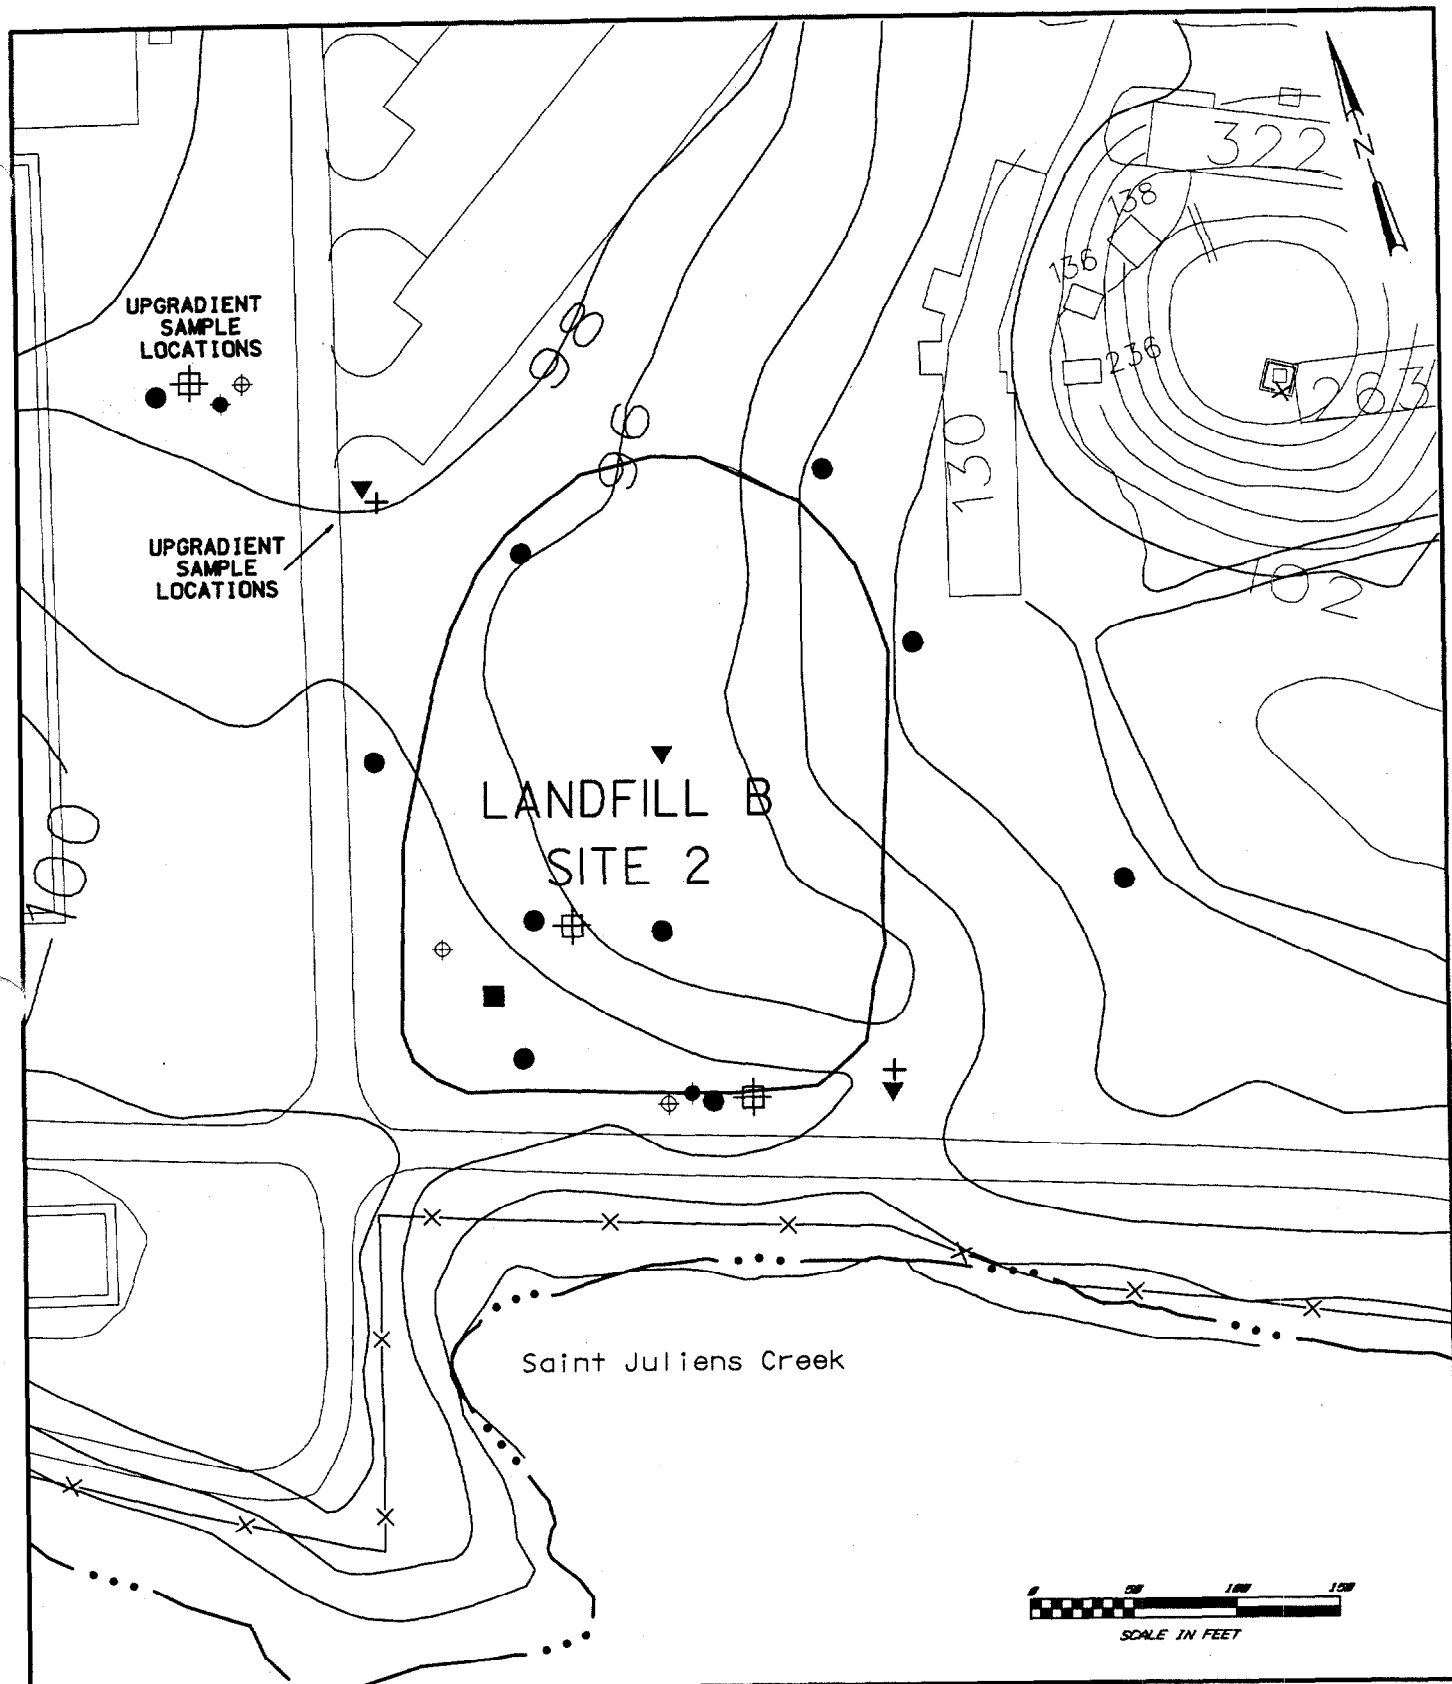 322
N
138
136
UPGRADIENT
SAMPLE
LOCATIONS
98
236
263
96
130
UPGRADIENT
SAMPLE
LOCATIONS
102
LANDFILL B
SITE 2
100
Saint Juliens Creek
0 50 100 150
SCALE IN FEET